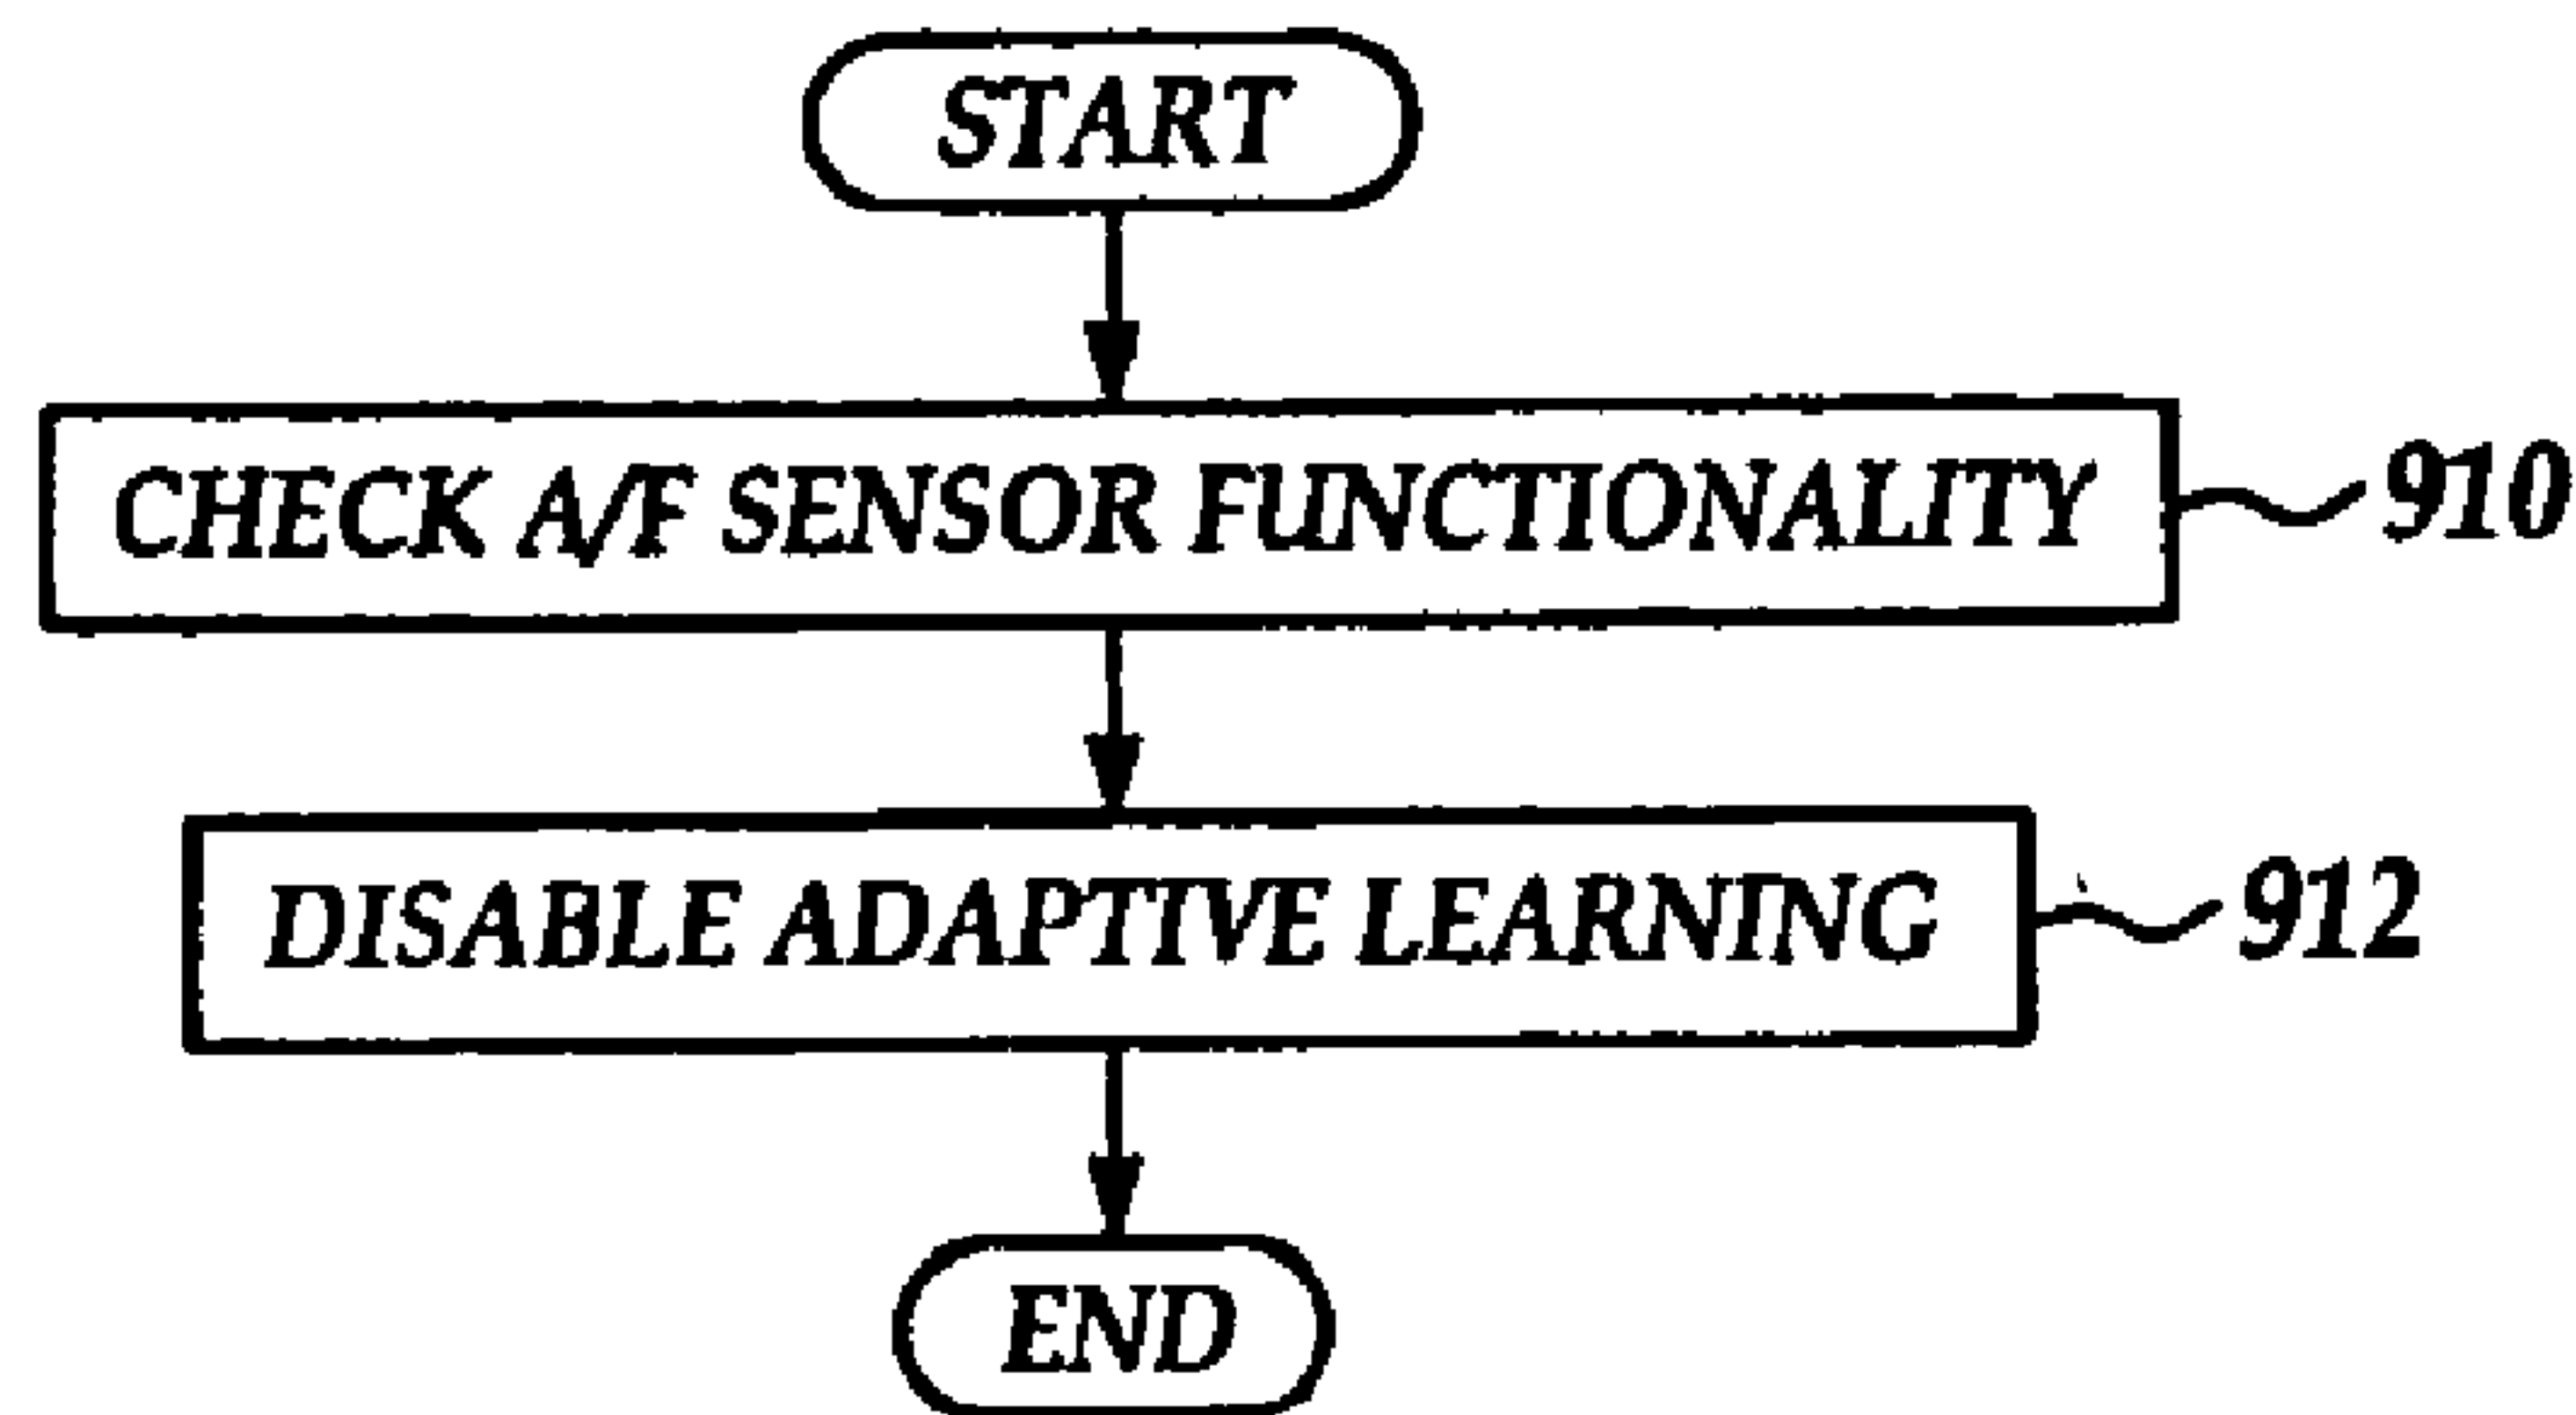 START
CHECK A/F SENSOR FUNCTIONALITY 910
DISABLE ADAPTIVE LEARNING 912
END